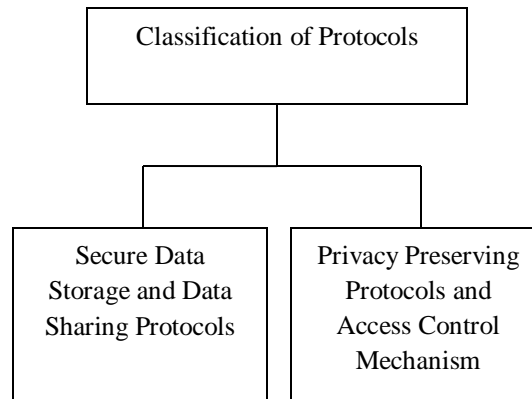 Classification of Protocols
Secure Data
Storage and Data
Sharing Protocols
Privacy Preserving
Protocols and
Access Control
Mechanism